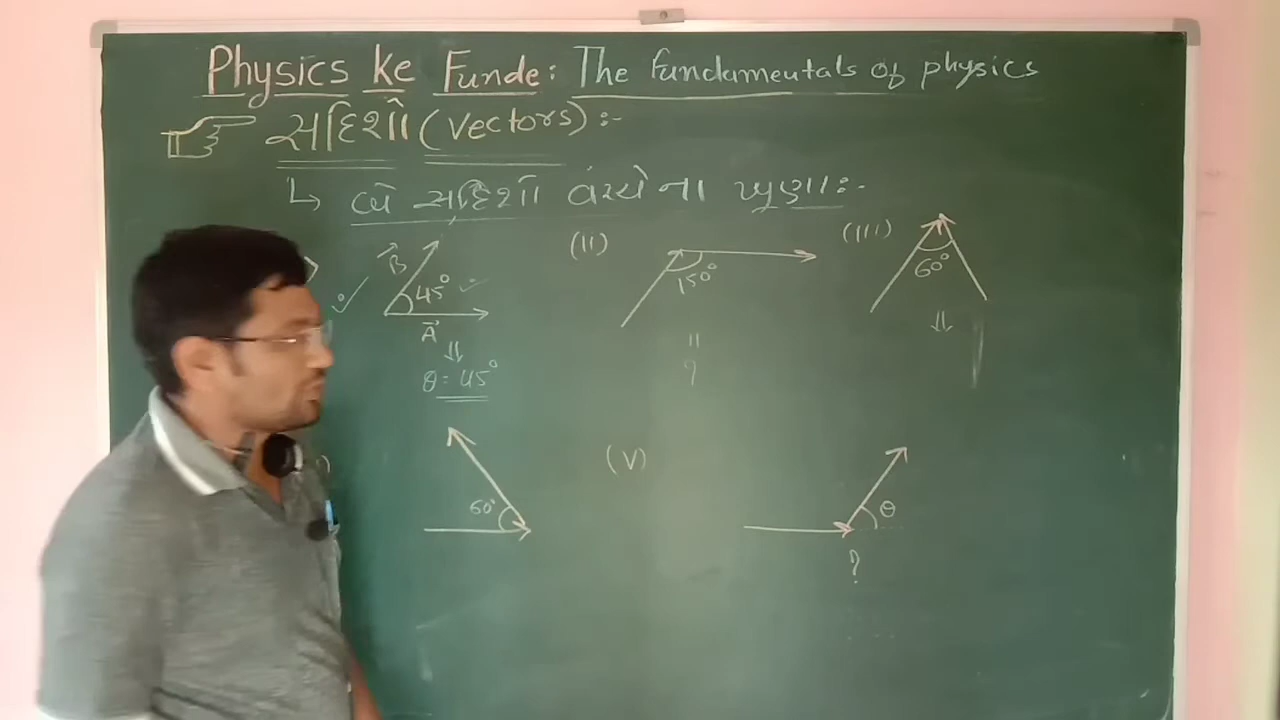 Physics ke Funde: The fundamentals of physics
સદિશો (Vectors) :-
↳ બે સદિશો વચ્ચે ના ખુણા :-
B 45° A
θ = 45°
(II) 150°
?
(III) 60°
60°
(V) θ
?